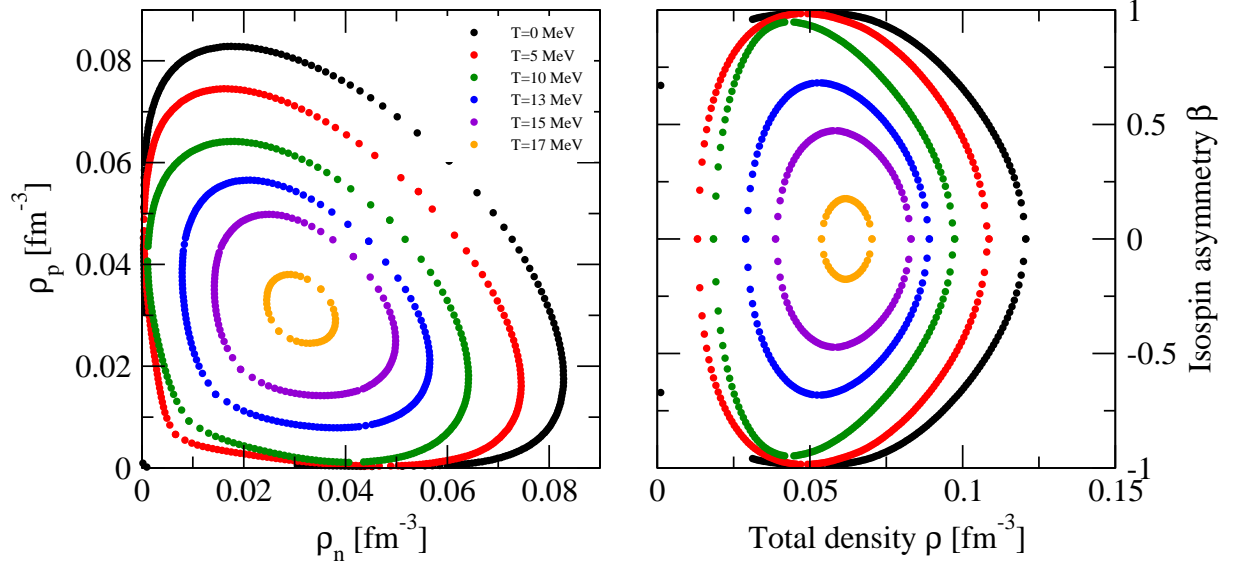 T=0 MeV
T=5 MeV
T=10 MeV
T=13 MeV
T=15 MeV
T=17 MeV
0.08
0.06
0.04
0.02
0
ρp [fm-3]
0 0.02 0.04 0.06 0.08
ρn [fm-3]
1
0.5
0
-0.5
-1
Isospin asymmetry β
0 0.05 0.1 0.15
Total density ρ [fm-3]